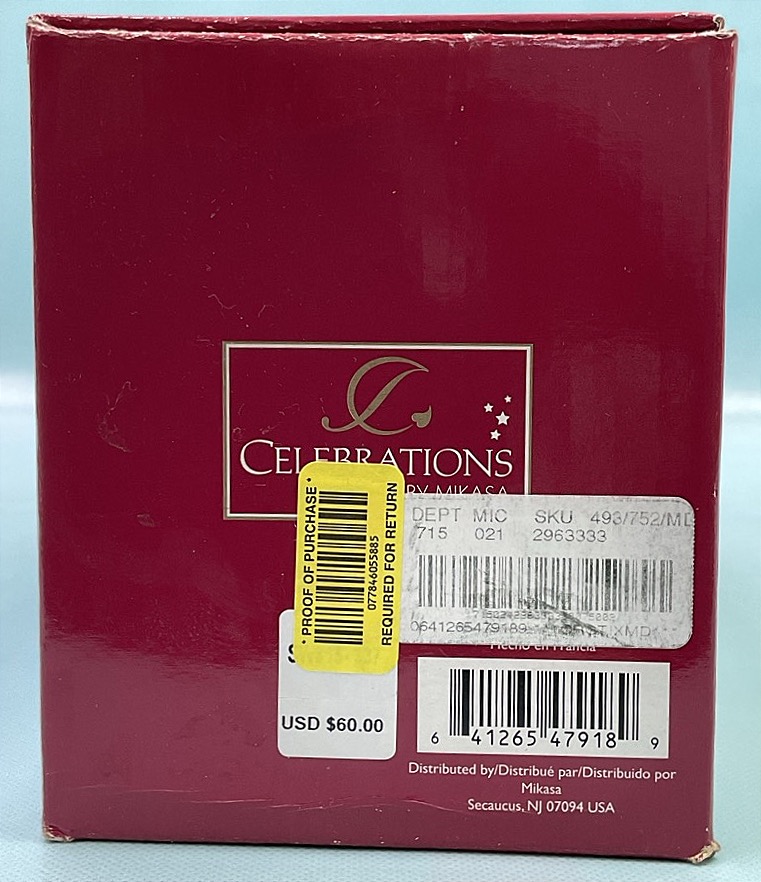 CELEBRATIONS
BY MIKASA
* PROOF OF PURCHASE *
077846055885
REQUIRED FOR RETURN
DEPT MIC SKU 493/752/MD
715 021 2963333
0641265479189
Hecho en Francia
USD $60.00
6 41265 47918 9
Distributed by/Distribué par/Distribuido por
Mikasa
Secaucus, NJ 07094 USA